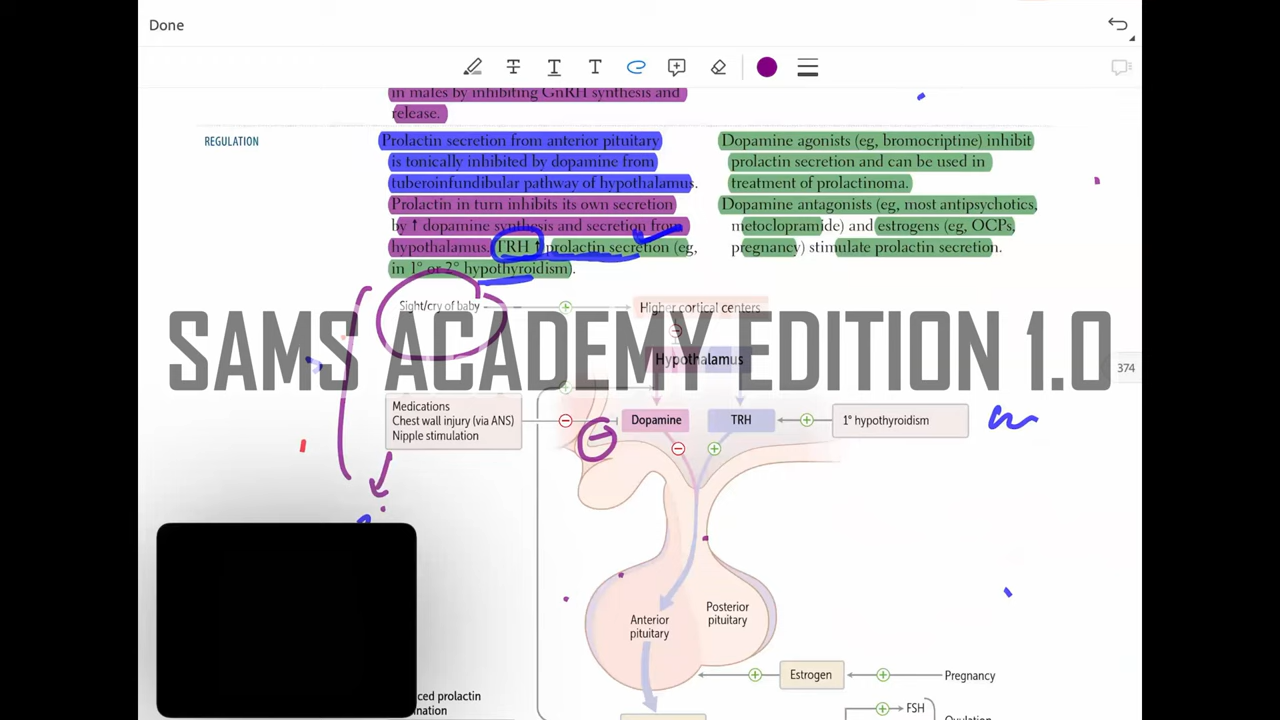 Done
in males by inhibiting GnRH synthesis and
release.
REGULATION
Prolactin secretion from anterior pituitary
is tonically inhibited by dopamine from
tuberoinfundibular pathway of hypothalamus.
Prolactin in turn inhibits its own secretion
by ↑ dopamine synthesis and secretion from
hypothalamus. TRH ↑ prolactin secretion (eg,
in 1° or 2° hypothyroidism).
Dopamine agonists (eg, bromocriptine) inhibit
prolactin secretion and can be used in
treatment of prolactinoma.
Dopamine antagonists (eg, most antipsychotics,
metoclopramide) and estrogens (eg, OCPs,
pregnancy) stimulate prolactin secretion.
Sight/cry of baby
Higher cortical centers
SAMS ACADEMY EDITION 1.0
Hypothalamus
374
Medications
Chest wall injury (via ANS)
Nipple stimulation
Dopamine
TRH
1° hypothyroidism
Anterior
pituitary
Posterior
pituitary
Estrogen
Pregnancy
ced prolactin
ination
FSH
Ovulation